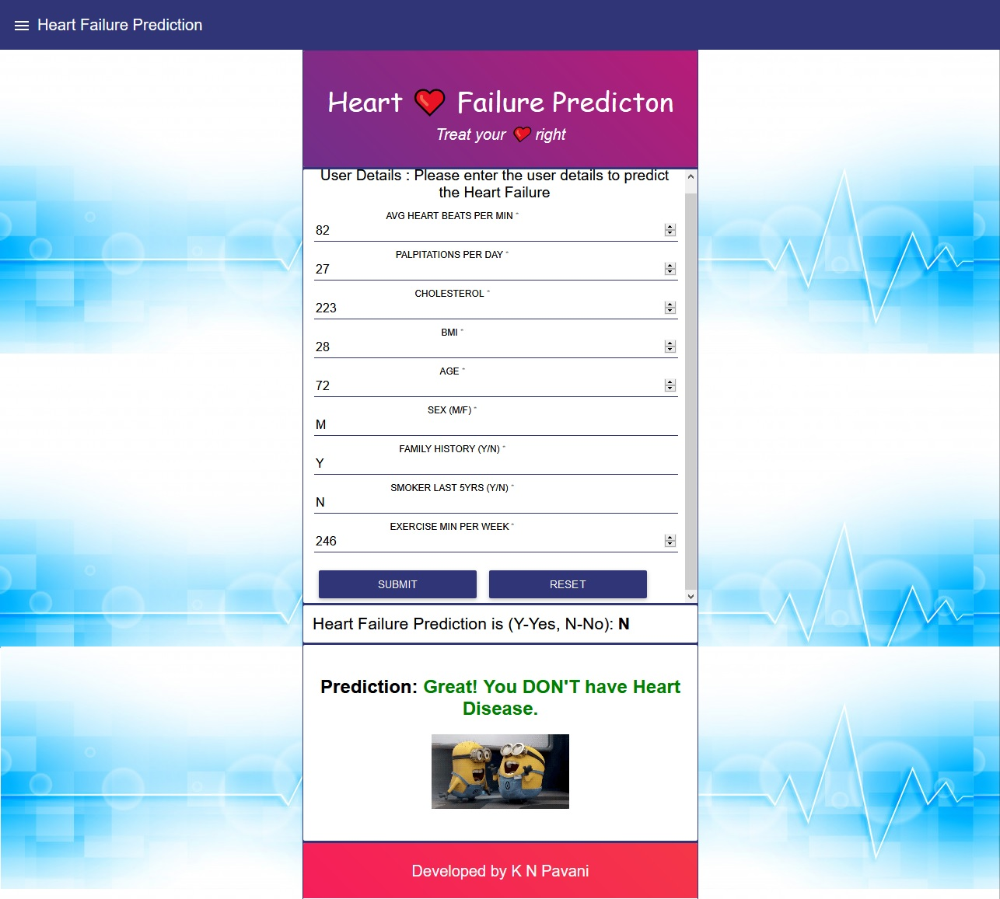 Heart Failure Prediction
Heart Failure Predicton
Treat your right
User Details : Please enter the user details to predict
the Heart Failure
AVG HEART BEATS PER MIN *
82
PALPITATIONS PER DAY *
27
CHOLESTEROL *
223
BMI *
28
AGE *
72
SEX (M/F) *
M
FAMILY HISTORY (Y/N) *
Y
SMOKER LAST 5YRS (Y/N) *
N
EXERCISE MIN PER WEEK *
246
SUBMIT RESET
Heart Failure Prediction is (Y-Yes, N-No): N
Prediction: Great! You DON'T have Heart
Disease.
Developed by K N Pavani